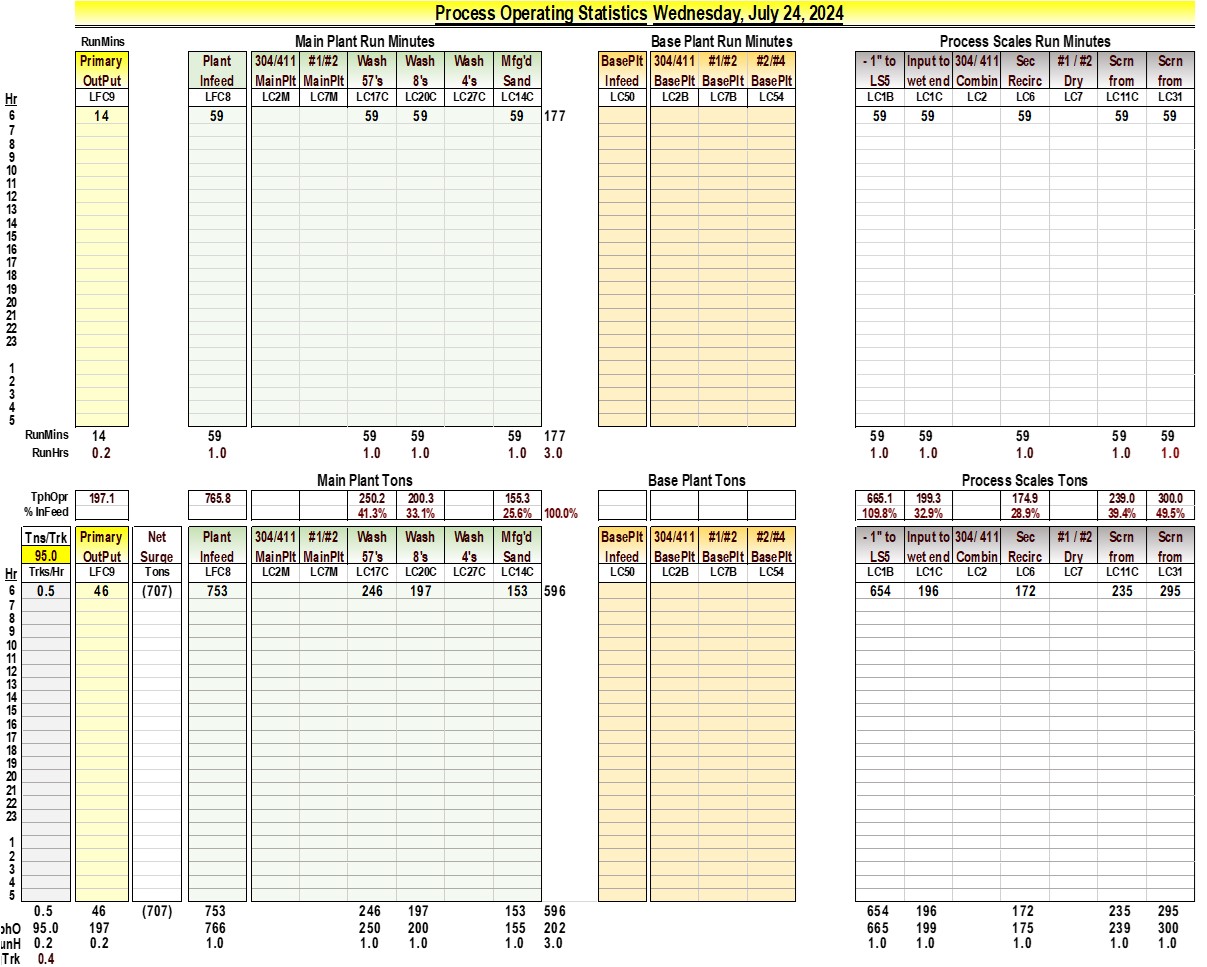 Process Operating Statistics Wednesday, July 24, 2024
RunMins Main Plant Run Minutes Base Plant Run Minutes Process Scales Run Minutes
Primary Plant 304/411 #1/#2 Wash Wash Wash Mfg'd BasePlt 304/411 #1/#2 #2/#4 - 1" to Input to 304/ 411 Sec #1 / #2 Scrn Scrn
OutPut Infeed MainPlt MainPlt 57's 8's 4's Sand Infeed BasePlt BasePlt BasePlt LS5 wet end Combin Recirc Dry from from
Hr LFC9 LFC8 LC2M LC7M LC17C LC20C LC27C LC14C LC50 LC2B LC7B LC54 LC1B LC1C LC2 LC6 LC7 LC11C LC31
6 14 59 59 59 59 177 59 59 59 59 59
7
8
9
10
11
12
13
14
15
16
17
18
19
20
21
22
23
1
2
3
4
5
RunMins 14 59 59 59 59 177 59 59 59 59 59
RunHrs 0.2 1.0 1.0 1.0 1.0 3.0 1.0 1.0 1.0 1.0 1.0
Main Plant Tons Base Plant Tons Process Scales Tons
TphOpr 197.1 765.8 250.2 200.3 155.3 665.1 199.3 174.9 239.0 300.0
% InFeed 41.3% 33.1% 25.6% 100.0% 109.8% 32.9% 28.9% 39.4% 49.5%
Tns/Trk Primary Net Plant 304/411 #1/#2 Wash Wash Wash Mfg'd BasePlt 304/411 #1/#2 #2/#4 - 1" to Input to 304/ 411 Sec #1 / #2 Scrn Scrn
95.0 OutPut Surge Infeed MainPlt MainPlt 57's 8's 4's Sand Infeed BasePlt BasePlt BasePlt LS5 wet end Combin Recirc Dry from from
Hr Trks/Hr LFC9 Tons LFC8 LC2M LC7M LC17C LC20C LC27C LC14C LC50 LC2B LC7B LC54 LC1B LC1C LC2 LC6 LC7 LC11C LC31
6 0.5 46 (707) 753 246 197 153 596 654 196 172 235 295
7
8
9
10
11
12
13
14
15
16
17
18
19
20
21
22
23
1
2
3
4
5
0.5 46 (707) 753 246 197 153 596 654 196 172 235 295
phO 95.0 197 766 250 200 155 202 665 199 175 239 300
unH 0.2 0.2 1.0 1.0 1.0 1.0 3.0 1.0 1.0 1.0 1.0 1.0
Trk 0.4